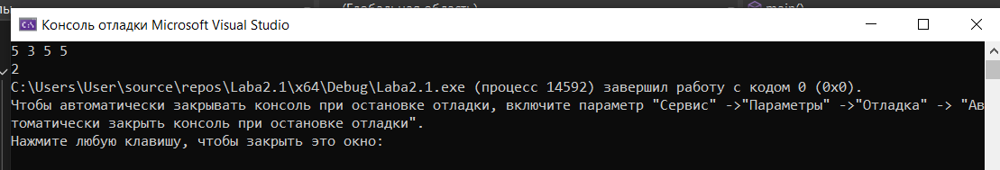 (Глобальная область)
main()
Консоль отладки Microsoft Visual Studio
5 3 5 5
2
C:\Users\User\source\repos\Laba2.1\x64\Debug\Laba2.1.exe (процесс 14592) завершил работу с кодом 0 (0x0).
Чтобы автоматически закрывать консоль при остановке отладки, включите параметр "Сервис" ->"Параметры" ->"Отладка" -> "Ав
томатически закрыть консоль при остановке отладки".
Нажмите любую клавишу, чтобы закрыть это окно: